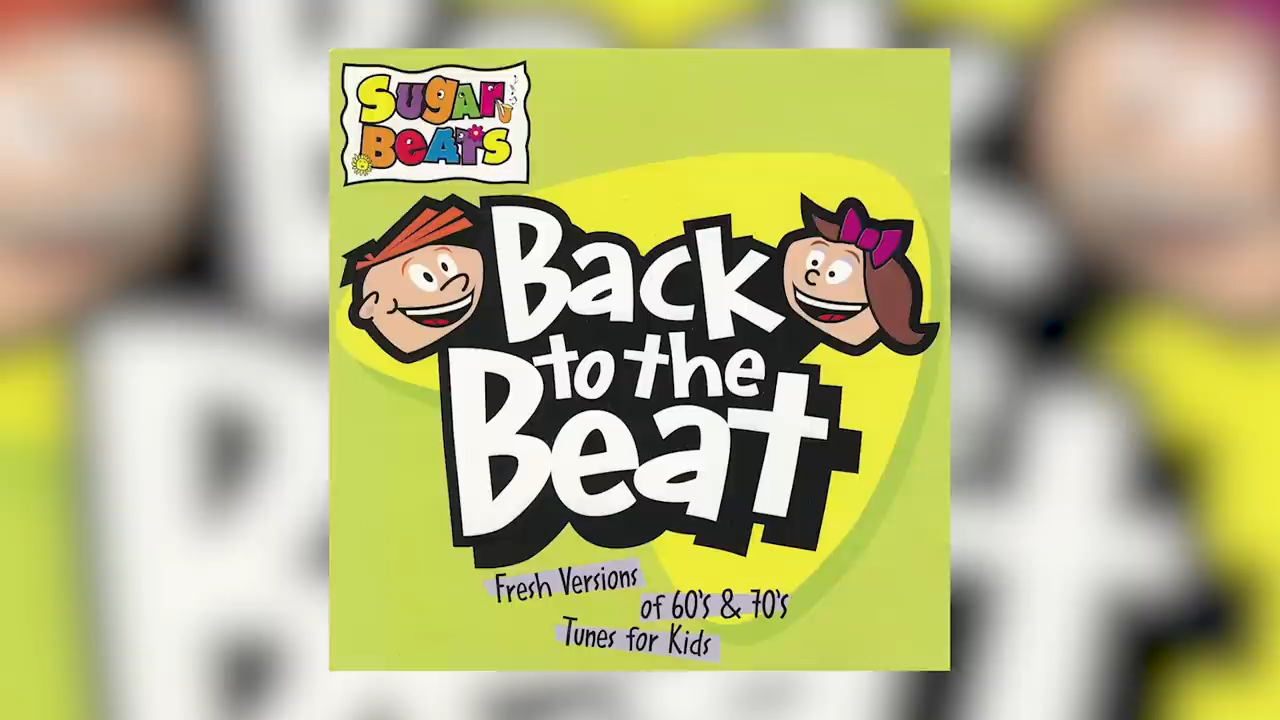 Sugar
Beats
Back
to the
Beat
Fresh Versions
of 60's & 70's
Tunes for Kids